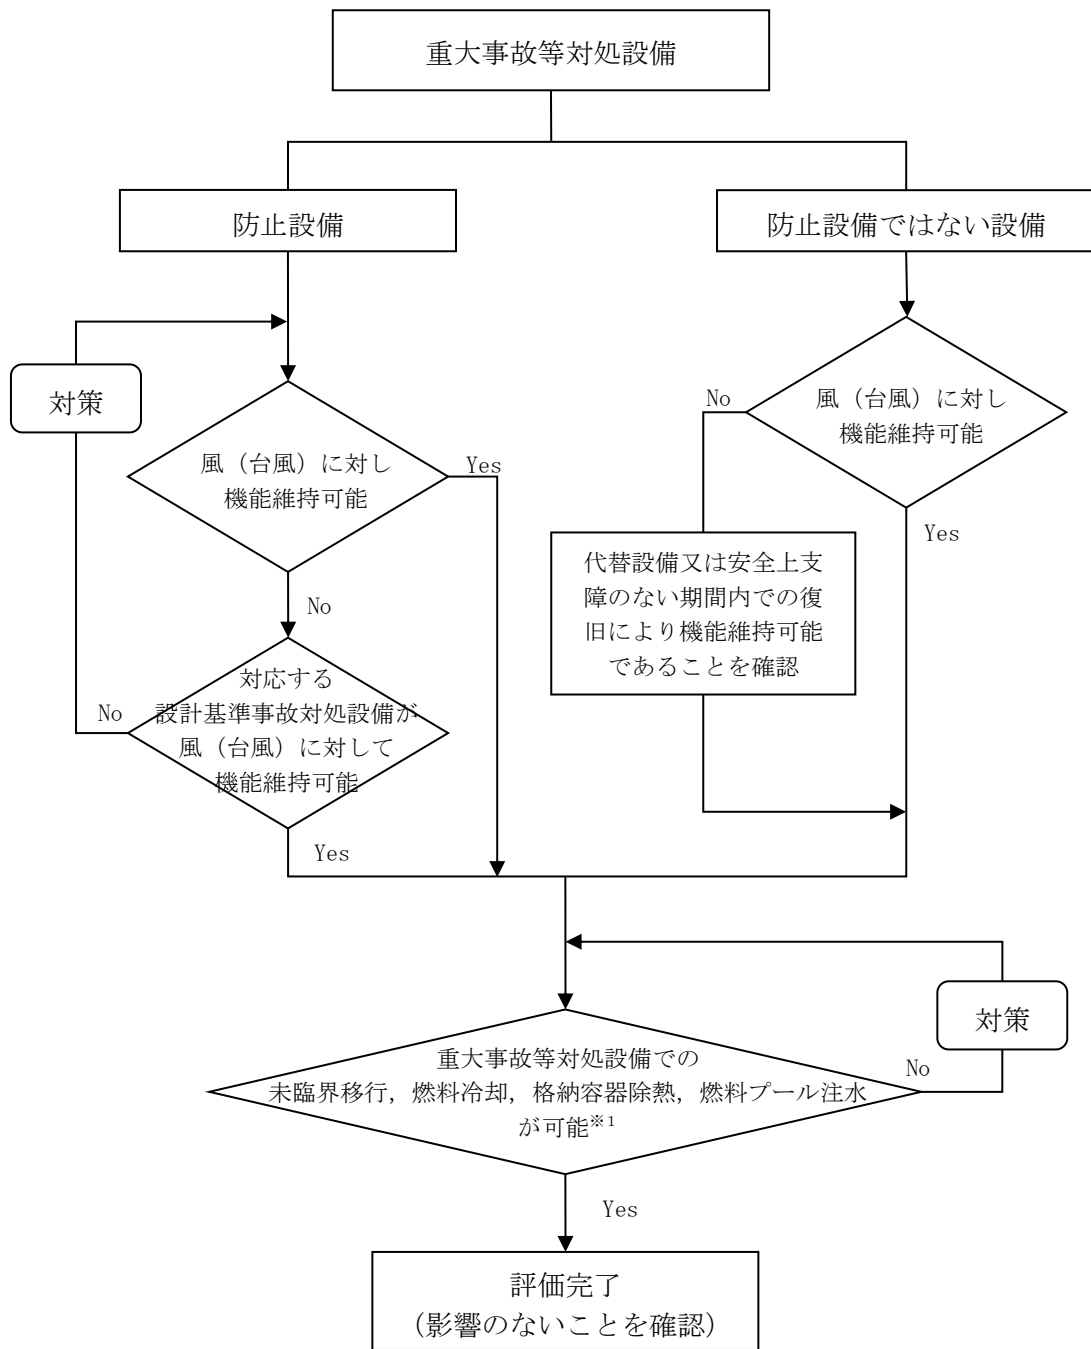 重大事故等対処設備
防止設備
防止設備ではない設備
対策
風（台風）に対し
機能維持可能
Yes
No
対応する
設計基準事故対処設備が
風（台風）に対して
機能維持可能
No
Yes
風（台風）に対し
機能維持可能
No
Yes
代替設備又は安全上支
障のない期間内での復
旧により機能維持可能
であることを確認
対策
重大事故等対処設備での
未臨界移行，燃料冷却，格納容器除熱，燃料プール注水
が可能※1
No
Yes
評価完了
（影響のないことを確認）